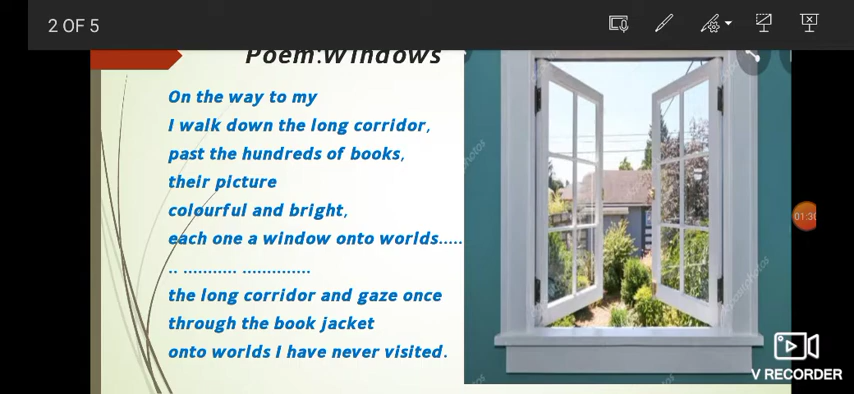 2 OF 5
Poem:Windows
On the way to my
I walk down the long corridor,
past the hundreds of books,
their picture
colourful and bright,
each one a window onto worlds.....
.. ........... ..............
the long corridor and gaze once
through the book jacket
onto worlds I have never visited.
01:30
V RECORDER